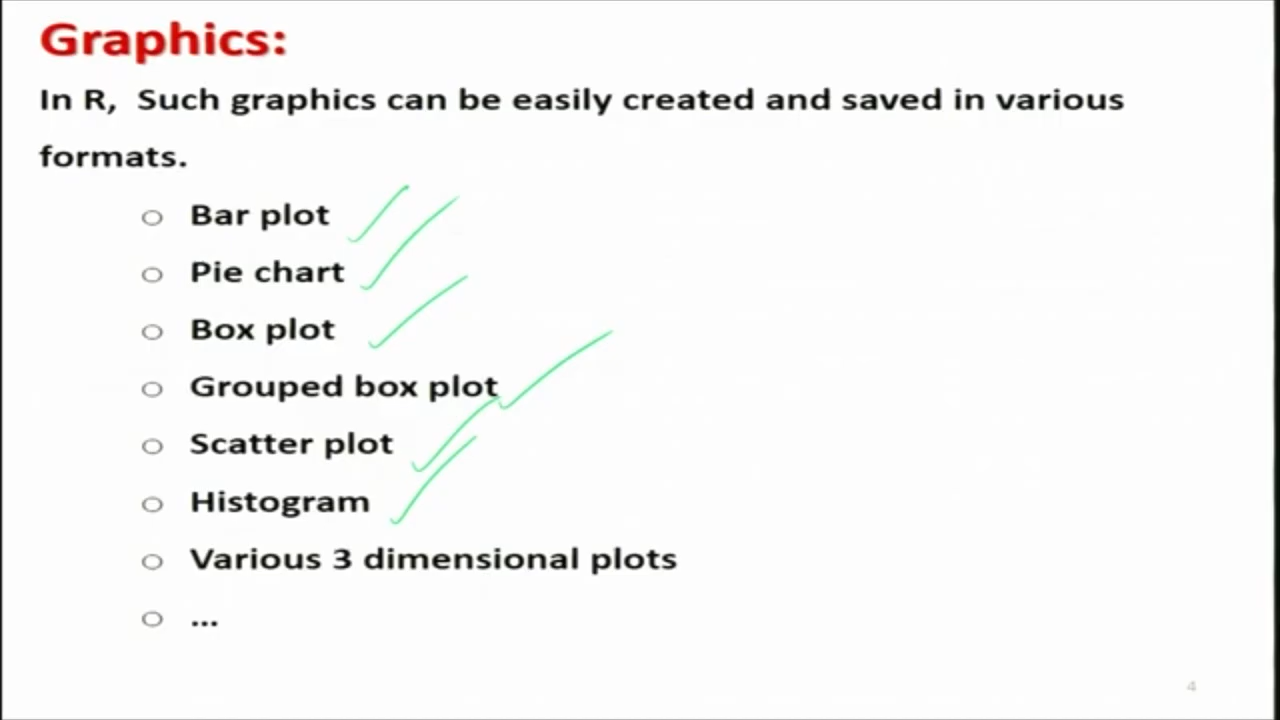 Graphics:
In R, Such graphics can be easily created and saved in various
formats.
Bar plot
Pie chart
Box plot
Grouped box plot
Scatter plot
Histogram
Various 3 dimensional plots
...
4